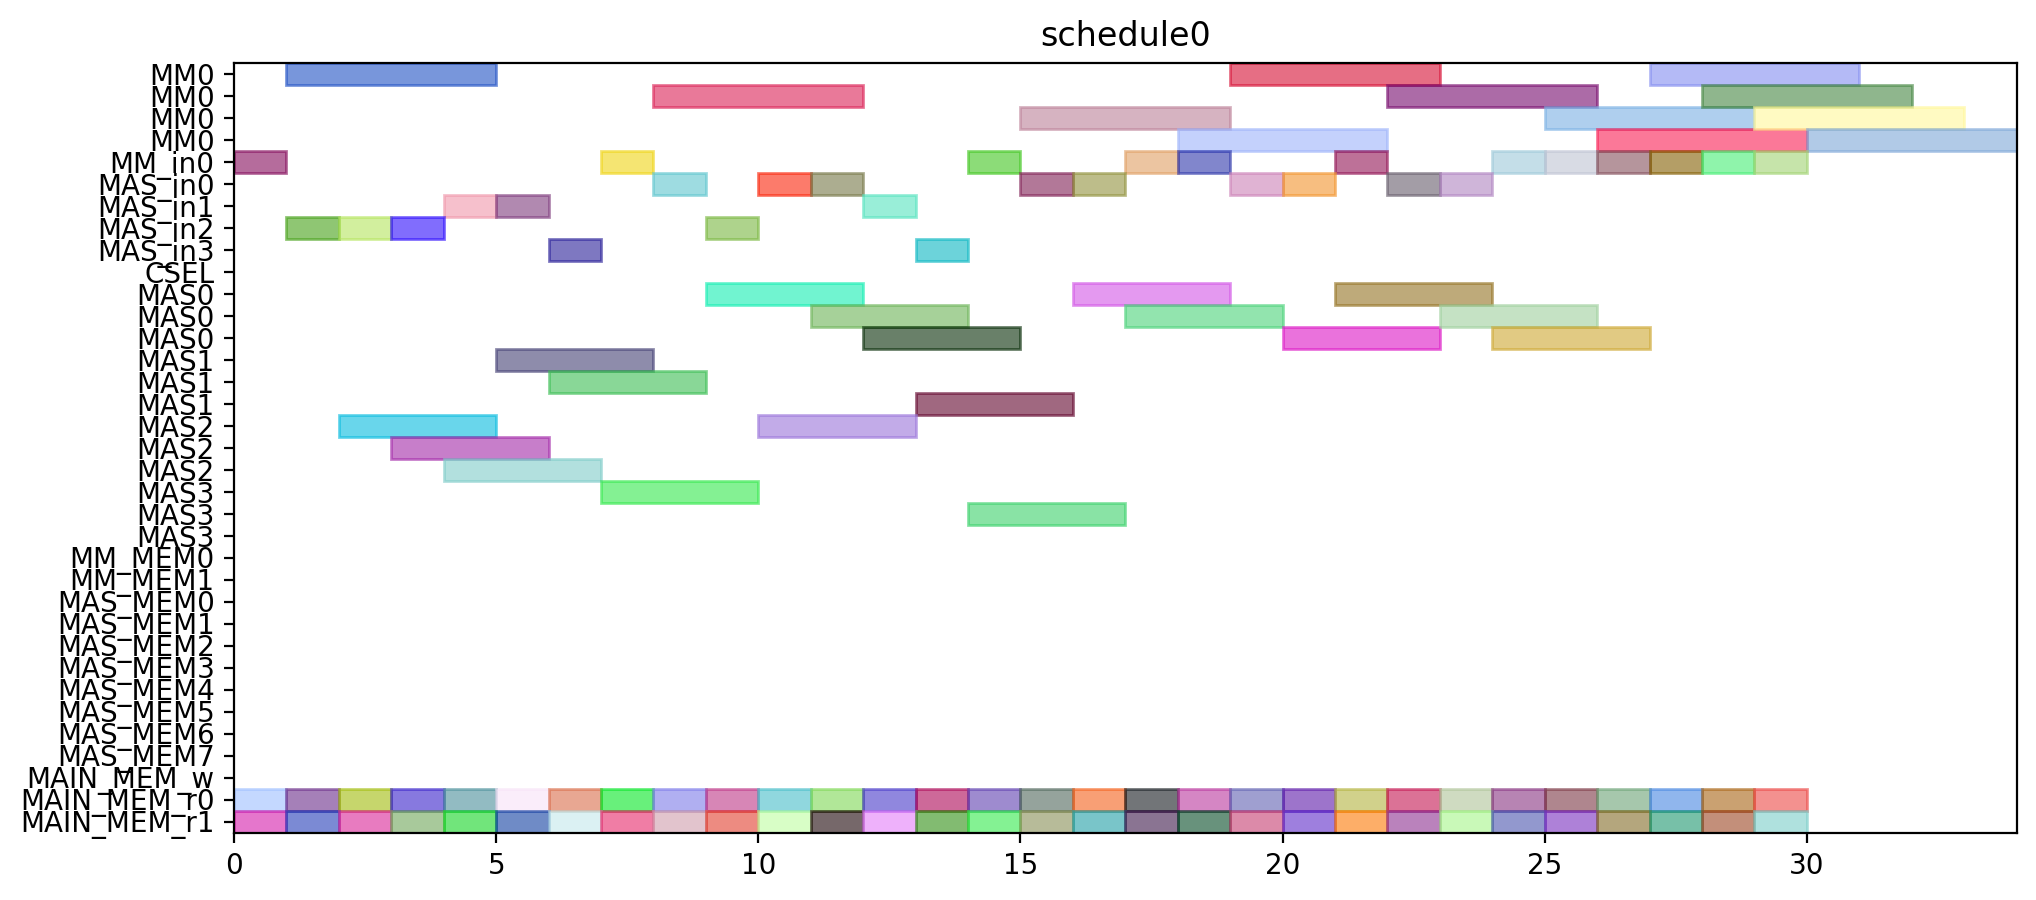 schedule0
MM0
MM0
MM0
MM0
MM_in0
MAS_in0
MAS_in1
MAS_in2
MAS_in3
CSEL
MAS0
MAS0
MAS0
MAS1
MAS1
MAS1
MAS2
MAS2
MAS2
MAS3
MAS3
MAS3
MM_MEM0
MM_MEM1
MAS_MEM0
MAS_MEM1
MAS_MEM2
MAS_MEM3
MAS_MEM4
MAS_MEM5
MAS_MEM6
MAS_MEM7
MAIN_MEM_w
MAIN_MEM_r0
MAIN_MEM_r1
0 5 10 15 20 25 30